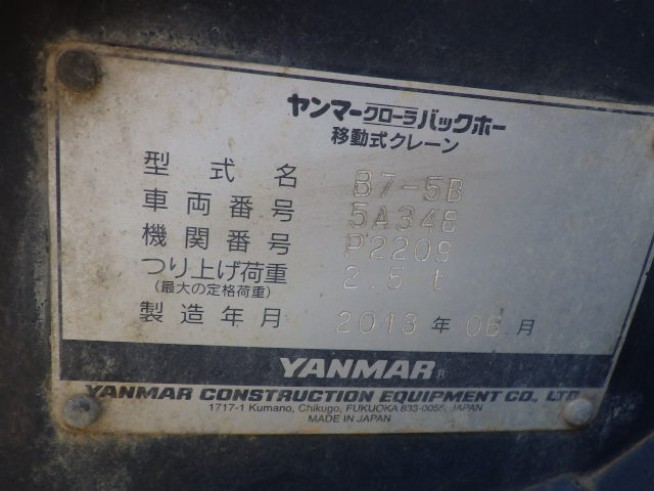 ヤンマークローラバックホー
移動式クレーン
型式名 B7-5B
車両番号 5A348
機関番号 P2209
つり上げ荷重 2.5 t
(最大の定格荷重)
製造年月 2013 年 06 月
YANMAR®
YANMAR CONSTRUCTION EQUIPMENT CO., LTD
1717-1 Kumano, Chikugo, FUKUOKA 833-0055, JAPAN
MADE IN JAPAN